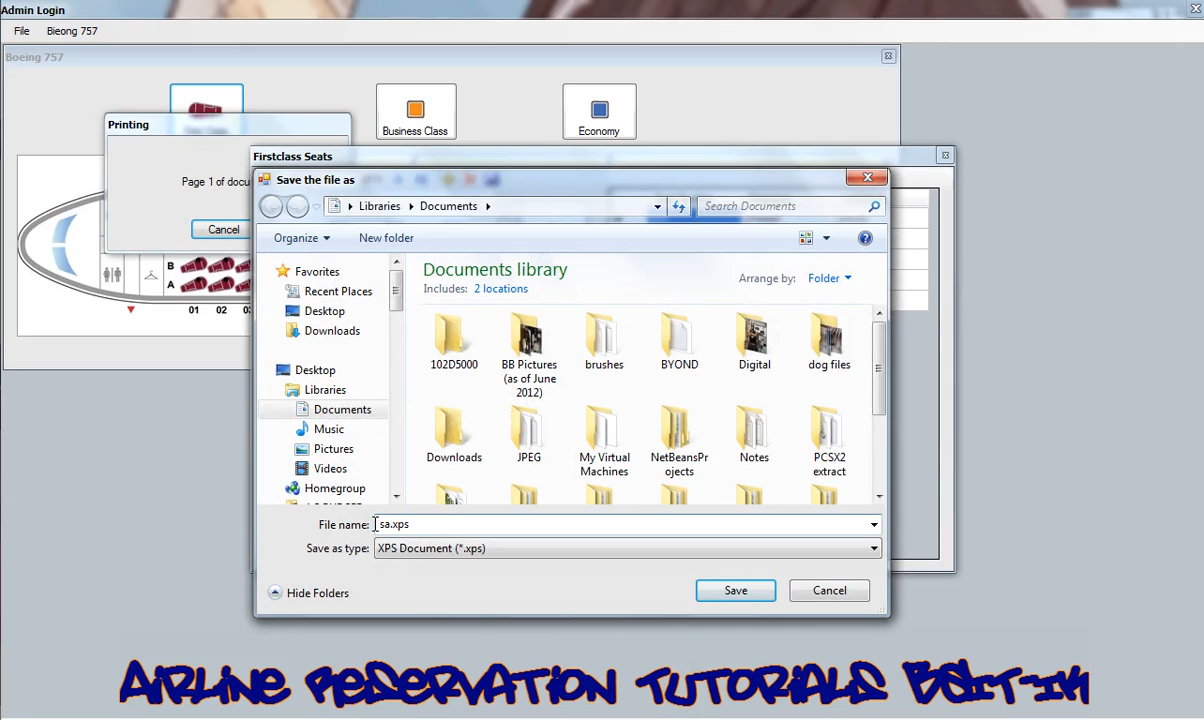 Admin Login
File Bieong 757
Boeing 757
Business Class
Economy
Printing
Page 1 of docu
Cancel
Firstclass Seats
Save the file as
Libraries Documents
Search Documents
Organize New folder
Favorites
Recent Places
Desktop
Downloads
Desktop
Libraries
Documents
Music
Pictures
Videos
Homegroup
Documents library
Includes: 2 locations
Arrange by: Folder
102D5000
BB Pictures
(as of June
2012)
brushes
BYOND
Digital
dog files
Downloads
JPEG
My Virtual
Machines
NetBeansPr
ojects
Notes
PCSX2
extract
File name: sa.xps
Save as type: XPS Document (*.xps)
Hide Folders
Save
Cancel
B
A
01 02
AIRLINE RESERVATION TUTORIALS BSIT-1K